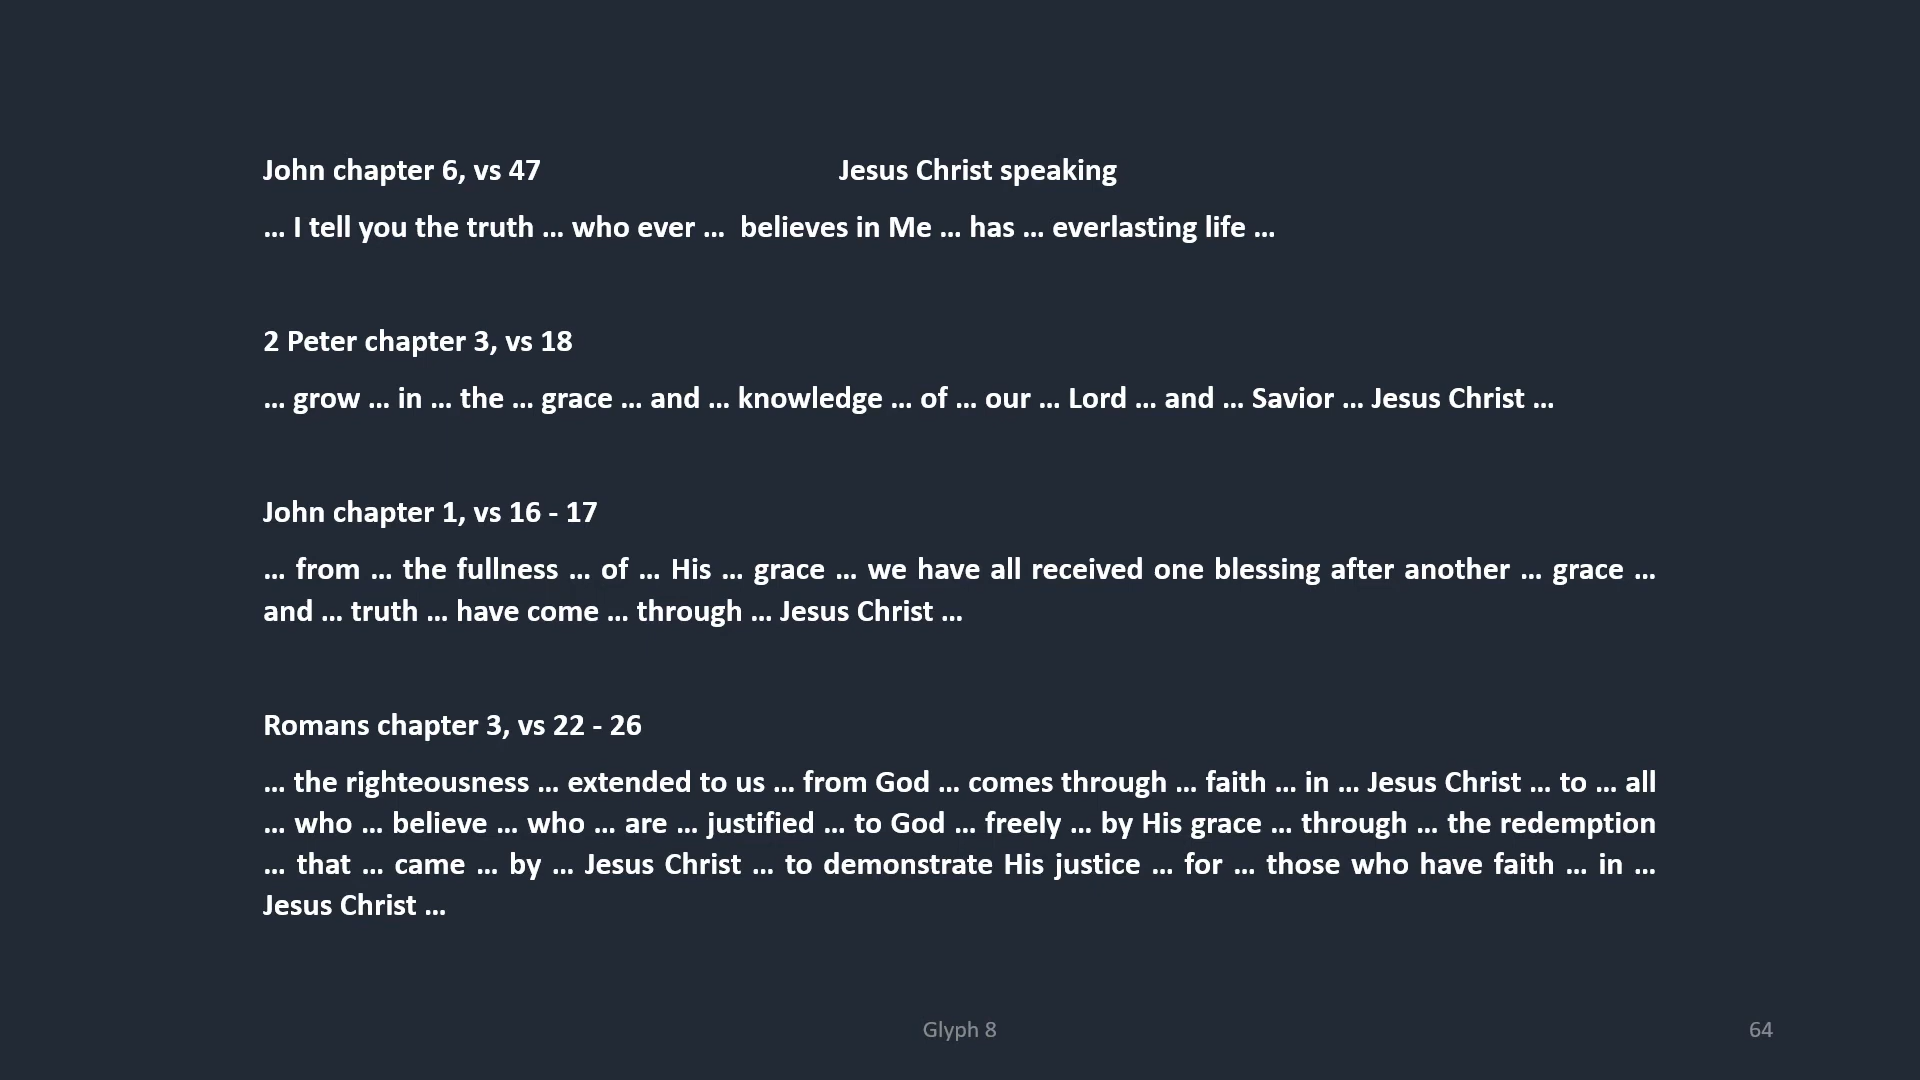 John chapter 6, vs 47 Jesus Christ speaking
... I tell you the truth ... who ever ... believes in Me ... has ... everlasting life ...
2 Peter chapter 3, vs 18
... grow ... in ... the ... grace ... and ... knowledge ... of ... our ... Lord ... and ... Savior ... Jesus Christ ...
John chapter 1, vs 16 - 17
... from ... the fullness ... of ... His ... grace ... we have all received one blessing after another ... grace ...
and ... truth ... have come ... through ... Jesus Christ ...
Romans chapter 3, vs 22 - 26
... the righteousness ... extended to us ... from God ... comes through ... faith ... in ... Jesus Christ ... to ... all
... who ... believe ... who ... are ... justified ... to God ... freely ... by His grace ... through ... the redemption
... that ... came ... by ... Jesus Christ ... to demonstrate His justice ... for ... those who have faith ... in ...
Jesus Christ ...
Glyph 8
64